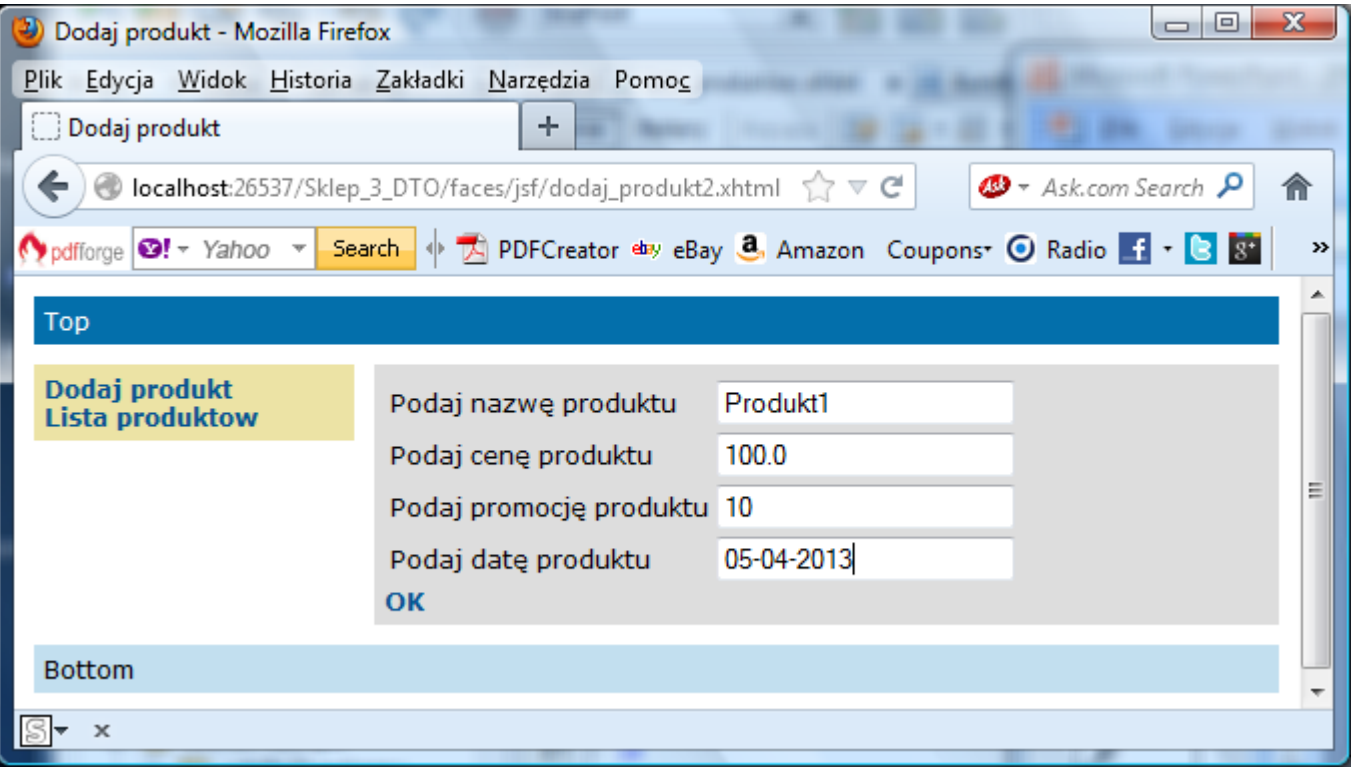 Dodaj produkt - Mozilla Firefox
Plik Edycja Widok Historia Zakładki Narzędzia Pomoc
Dodaj produkt
localhost:26537/Sklep_3_DTO/faces/jsf/dodaj_produkt2.xhtml Ask Ask.com Search
pdfforge Y! Yahoo Search PDFCreator ebay eBay a Amazon Coupons Radio f t g+ »
Top
Dodaj produkt
Lista produktow
Podaj nazwę produktu Produkt1
Podaj cenę produktu 100.0
Podaj promocję produktu 10
Podaj datę produktu 05-04-2013
OK
Bottom
S x